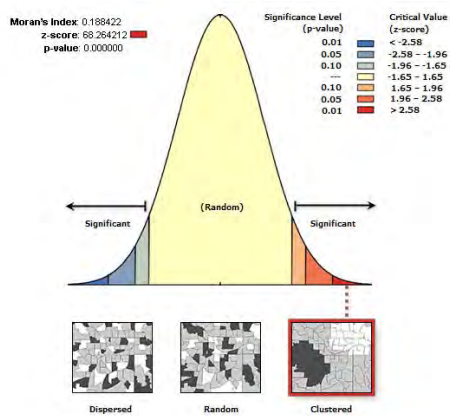 Moran's Index: 0.188422
z-score: 68.264212
p-value: 0.000000
Significance Level
(p-value)
Critical Value
(z-score)
0.01 < -2.58
0.05 -2.58 – -1.96
0.10 -1.96 – -1.65
--- -1.65 – 1.65
0.10 1.65 – 1.96
0.05 1.96 – 2.58
0.01 > 2.58
Significant
(Random)
Significant
Dispersed
Random
Clustered